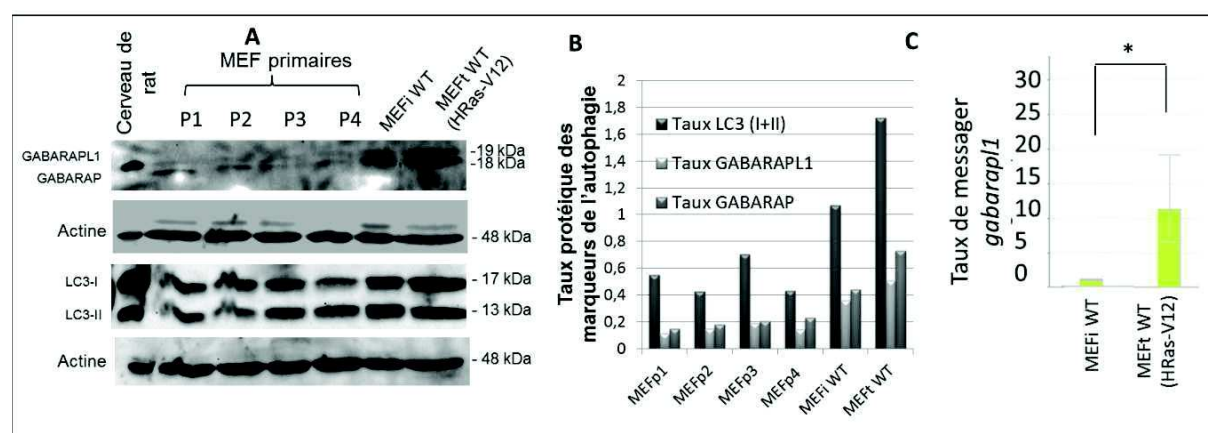 A
MEF primaires
Cerveau de
rat
P1
P2
P3
P4
MEFi WT
MEFt WT
(HRas-V12)
GABARAPL1
GABARAP
-19 kDa
-18 kDa
Actine
- 48 kDa
LC3-I
- 17 kDa
LC3-II
- 13 kDa
Actine
- 48 kDa
B
Taux protéique des
marqueurs de l'autophagie
2
1,8
1,6
1,4
1,2
1
0,8
0,6
0,4
0,2
0
Taux LC3 (I+II)
Taux GABARAPL1
Taux GABARAP
MEFp1
MEFp2
MEFp3
MEFp4
MEFi WT
MEFt WT
C
*
Taux de messager
gabarapl1
30
25
20
15
10
5
0
MEFi WT
MEFt WT
(HRas-V12)